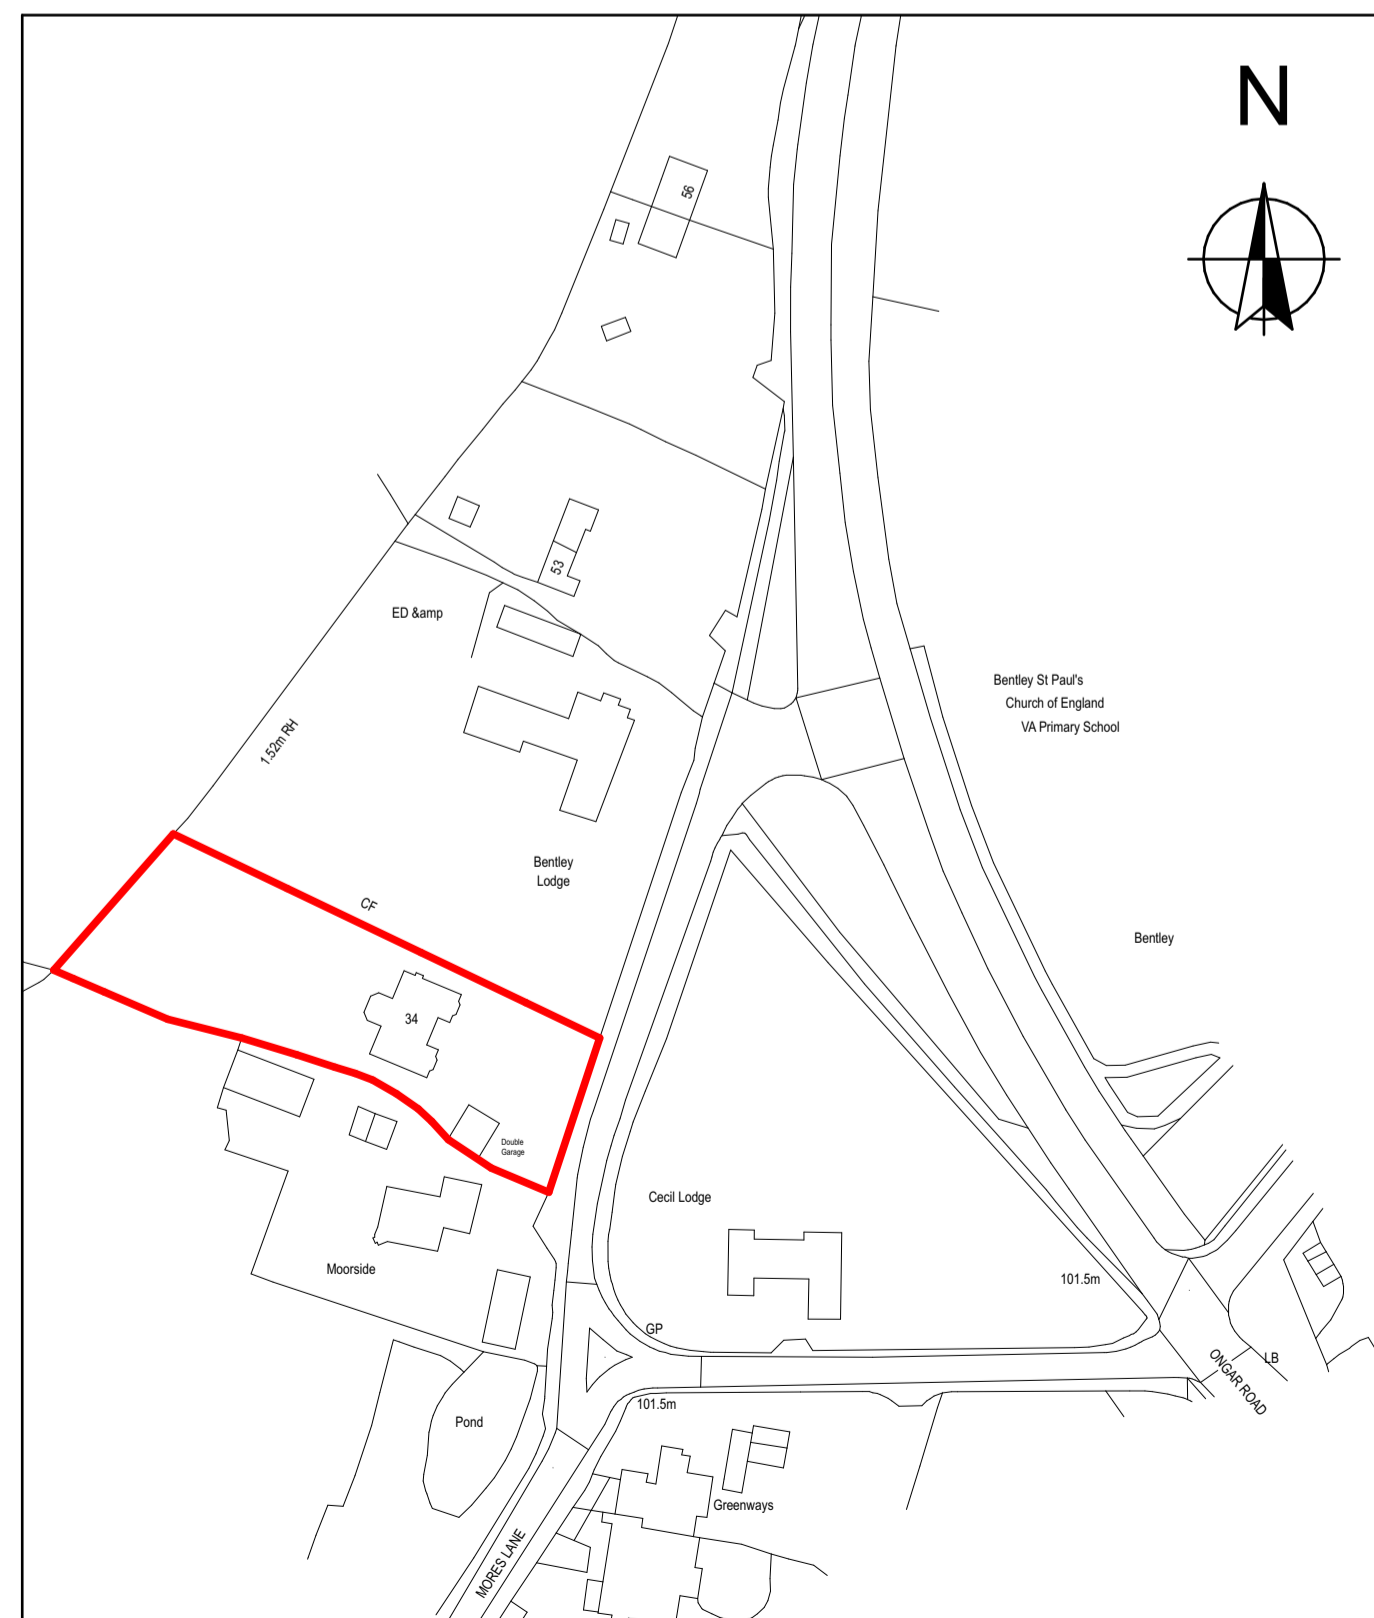 N
56
53
ED &amp
Bentley St Paul's
Church of England
VA Primary School
1.52m RH
Bentley
Lodge
CF
Bentley
34
Double
Garage
Cecil Lodge
Moorside
101.5m
GP
LB
ONGAR ROAD
101.5m
Pond
Greenways
MORES LANE